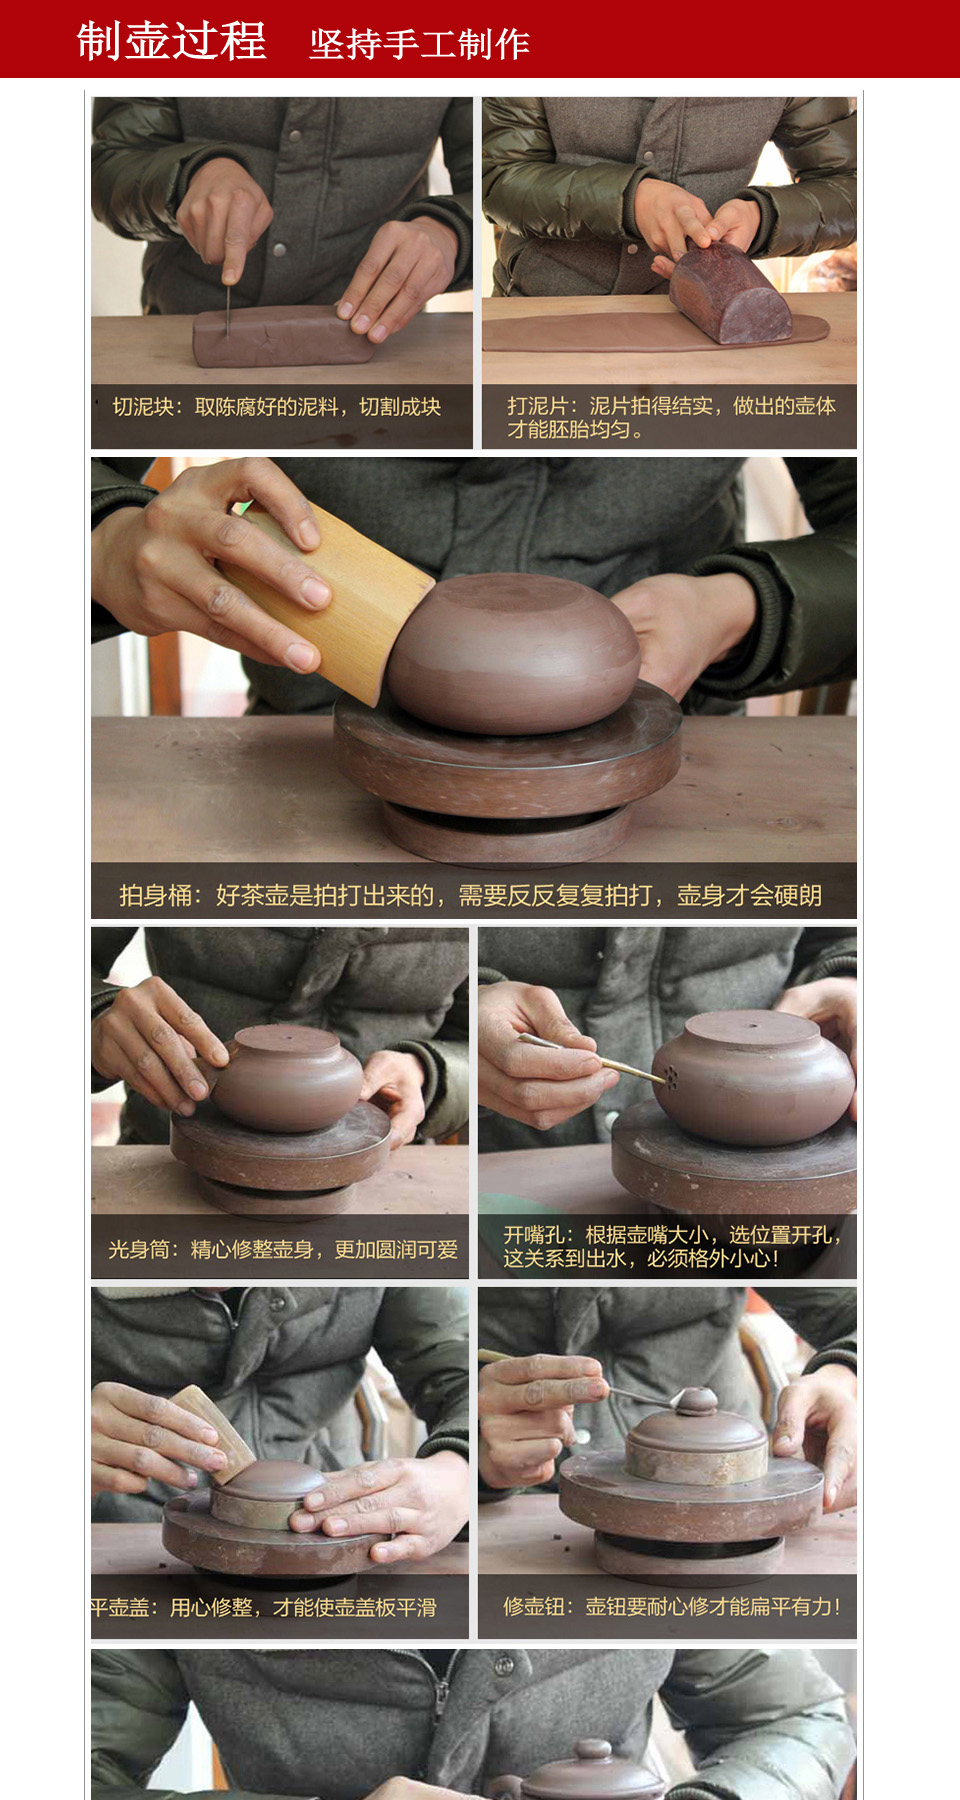 制壶过程 坚持手工制作
切泥块：取陈腐好的泥料，切割成块
打泥片：泥片拍得结实，做出的壶体
才能胚胎均匀。
拍身桶：好茶壶是拍打出来的，需要反反复复拍打，壶身才会硬朗
光身筒：精心修整壶身，更加圆润可爱
开嘴孔：根据壶嘴大小，选位置开孔，
这关系到出水，必须格外小心！
平壶盖：用心修整，才能使壶盖板平滑
修壶钮：壶钮要耐心修才能扁平有力！